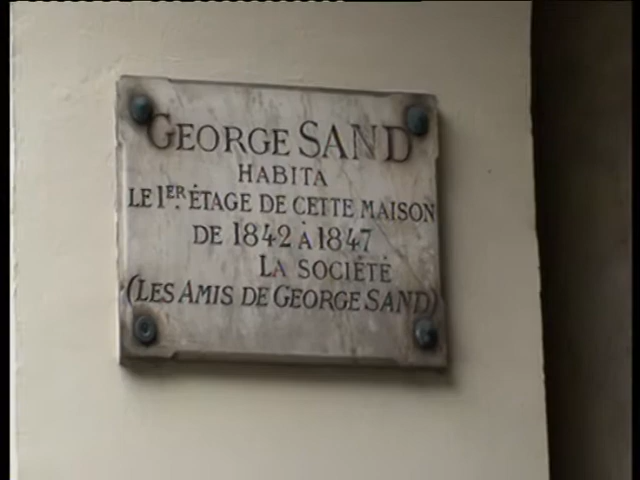 GEORGE SAND
HABITA
LE 1ER ÉTAGE DE CETTE MAISON
DE 1842 À 1847
LA SOCIÉTÉ
(LES AMIS DE GEORGE SAND)